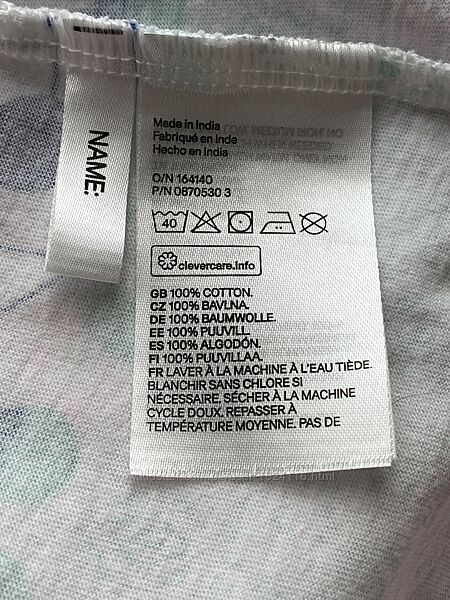 NAME:
Made in India
Fabriqué en Inde
Hecho en India
O/N 164140
P/N 0870530 3
40
clevercare.info
GB 100% COTTON.
CZ 100% BAVLNA.
DE 100% BAUMWOLLE.
EE 100% PUUVILL.
ES 100% ALGODÓN.
FI 100% PUUVILLAA.
FR LAVER À LA MACHINE À L'EAU TIÈDE.
BLANCHIR SANS CHLORE SI
NÉCESSAIRE. SÉCHER À LA MACHINE
CYCLE DOUX. REPASSER À
TEMPÉRATURE MOYENNE. PAS DE